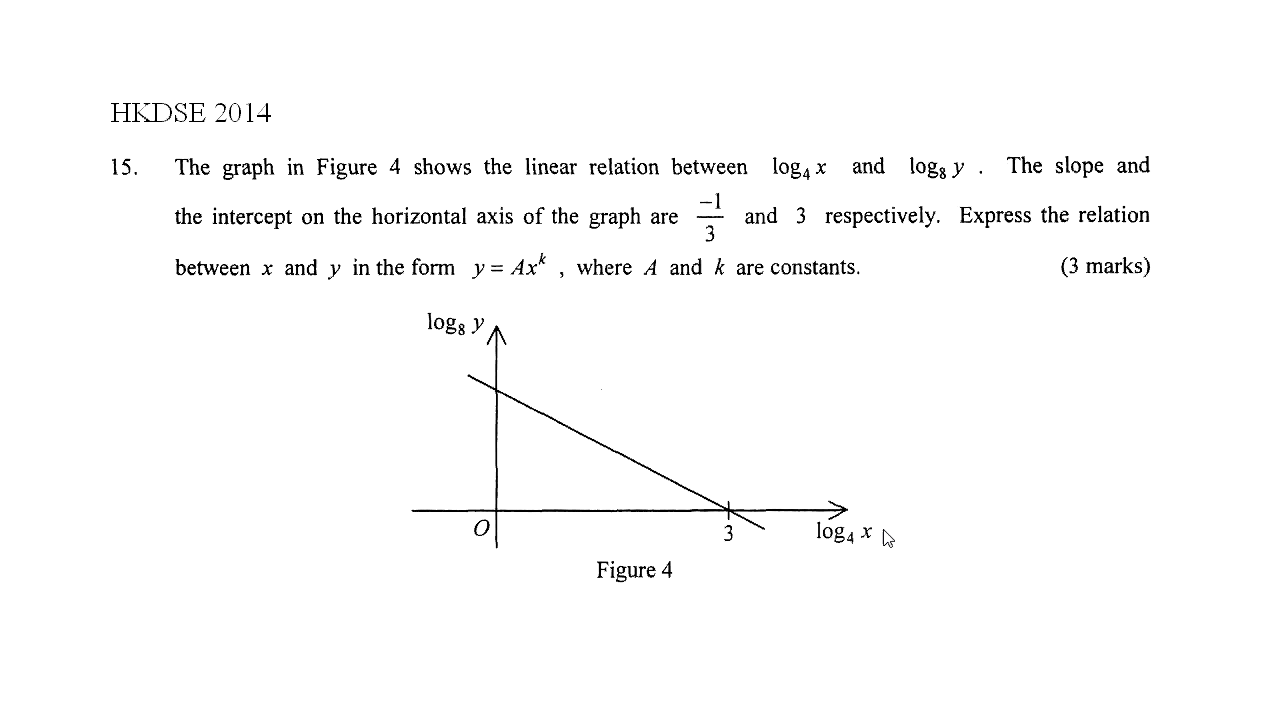 HKDSE 2014
15. The graph in Figure 4 shows the linear relation between log₄ x and log₈ y . The slope and
the intercept on the horizontal axis of the graph are −1/3 and 3 respectively. Express the relation
between x and y in the form y = Axᵏ , where A and k are constants. (3 marks)
log₈ y
O
3
log₄ x
Figure 4